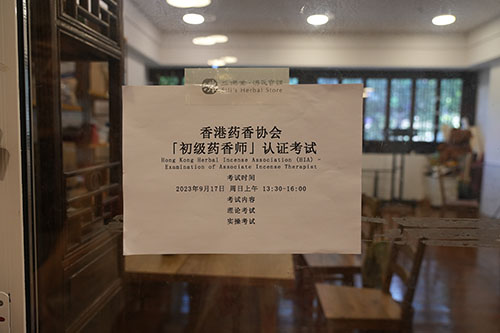 Bill's Herbal Store
香港药香协会
「初级药香师」认证考试
Hong Kong Herbal Incense Association (HIA) -
Examination of Associate Incense Therapist
考试时间
2023年9月17日 周日上午 13:30-16:00
考试内容
理论考试
实操考试